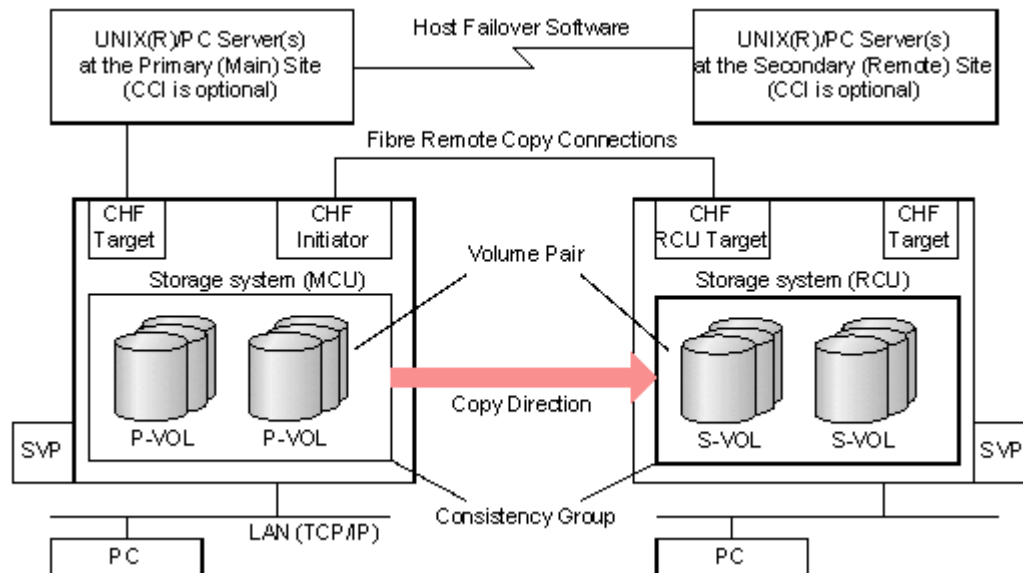 UNIX(R)/PC Server(s)
at the Primary (Main) Site
(CCI is optional)
Host Failover Software
UNIX(R)/PC Server(s)
at the Secondary (Remote) Site
(CCI is optional)
Fibre Remote Copy Connections
CHF
Target
CHF
Initiator
CHF
RCU Target
CHF
Target
Storage system (MCU)
Volume Pair
Storage system (RCU)
P-VOL
P-VOL
Copy Direction
S-VOL
S-VOL
SVP
SVP
Consistency Group
LAN (TCP/IP)
PC
PC